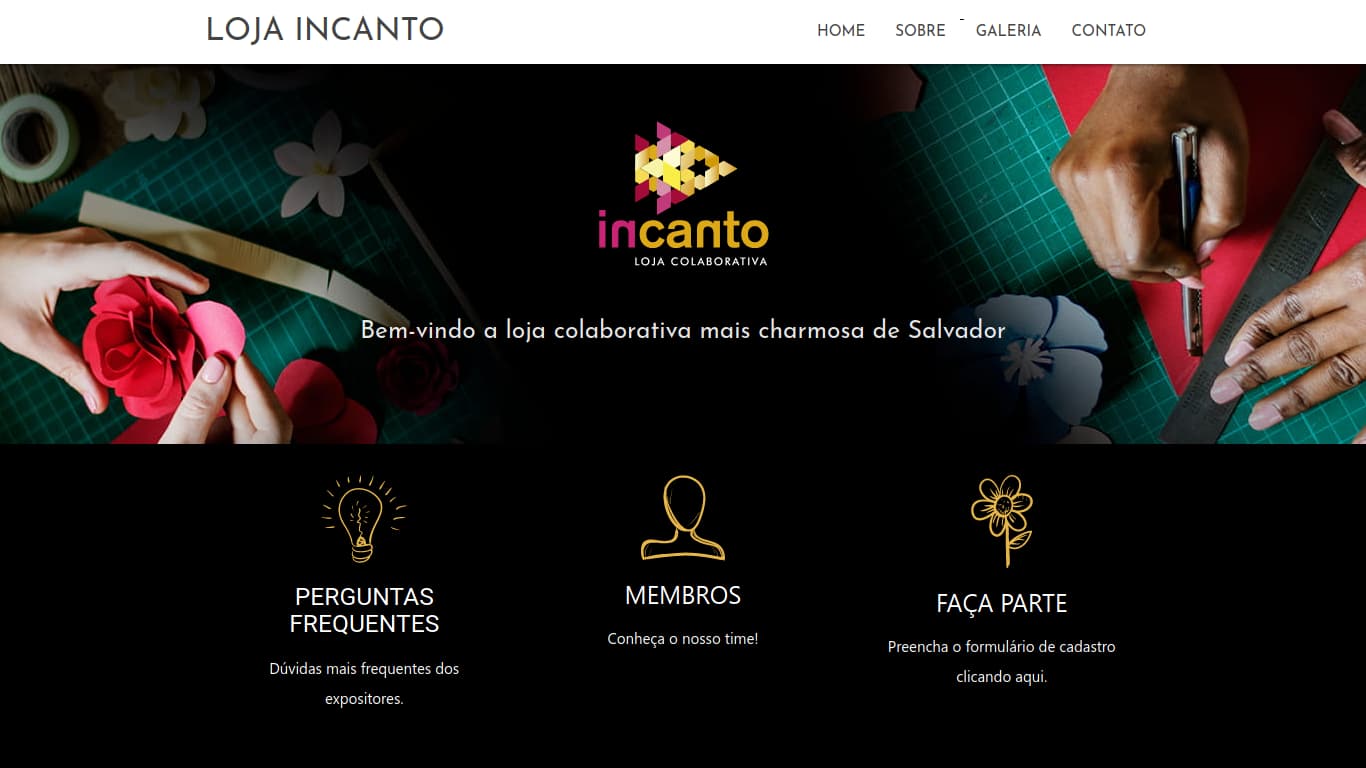 LOJA INCANTO
HOME SOBRE - GALERIA CONTATO
incanto
LOJA COLABORATIVA
Bem-vindo a loja colaborativa mais charmosa de Salvador
PERGUNTAS
FREQUENTES
Dúvidas mais frequentes dos
expositores.
MEMBROS
Conheça o nosso time!
FAÇA PARTE
Preencha o formulário de cadastro
clicando aqui.